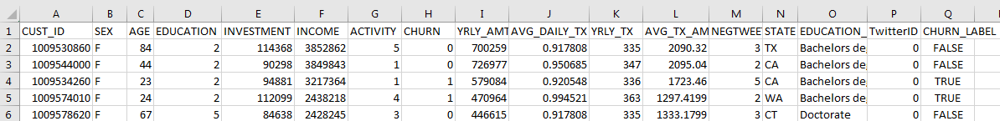 A B C D E F G H I J K L M N O P Q
1 CUST_ID SEX AGE EDUCATION INVESTMENT INCOME ACTIVITY CHURN YRLY_AMT AVG_DAILY_TX YRLY_TX AVG_TX_AM NEGTWEE STATE EDUCATION_ TwitterID CHURN_LABEL
2 1009530860 F 84 2 114368 3852862 5 0 700259 0.917808 335 2090.32 3 TX Bachelors de 0 FALSE
3 1009544000 F 44 2 90298 3849843 1 0 726977 0.950685 347 2095.04 2 CA Bachelors de 0 FALSE
4 1009534260 F 23 2 94881 3217364 1 1 579084 0.920548 336 1723.46 5 CA Bachelors de 0 TRUE
5 1009574010 F 24 2 112099 2438218 4 1 470964 0.994521 363 1297.4199 2 WA Bachelors de 0 TRUE
6 1009578620 F 67 5 84638 2428245 3 0 446615 0.917808 335 1333.1799 3 CT Doctorate 0 FALSE